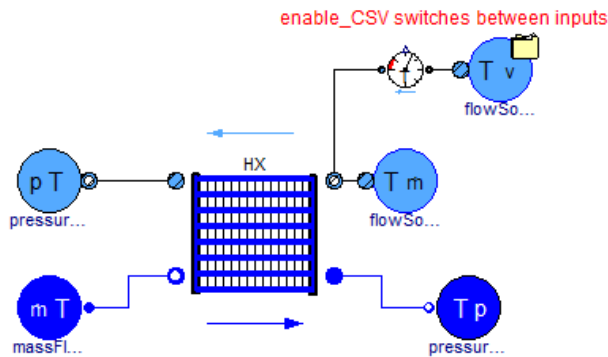 enable_CSV switches between inputs
T v
flowSo...
HX
p T
pressur...
T ṁ
flowSo...
ṁ T
massFl...
T p
pressur...